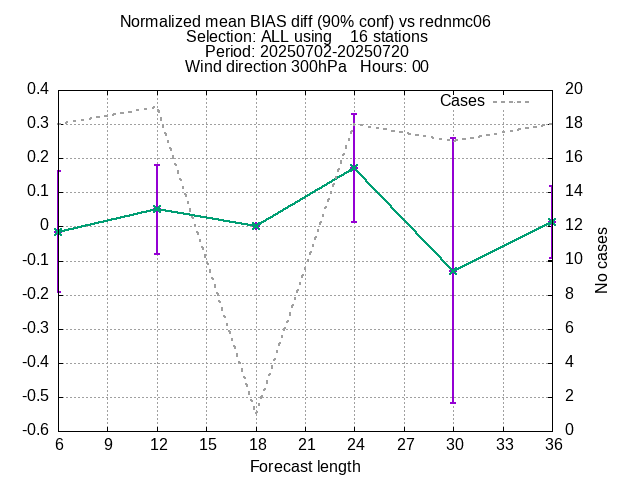 Normalized mean BIAS diff (90% conf) vs rednmc06
Selection: ALL using    16 stations
Period: 20250702-20250720
Wind direction 300hPa   Hours: 00
Cases
0.4
0.3
0.2
0.1
0
-0.1
-0.2
-0.3
-0.4
-0.5
-0.6
20
18
16
14
12
10
8
6
4
2
0
No cases
6 9 12 15 18 21 24 27 30 33 36
Forecast length